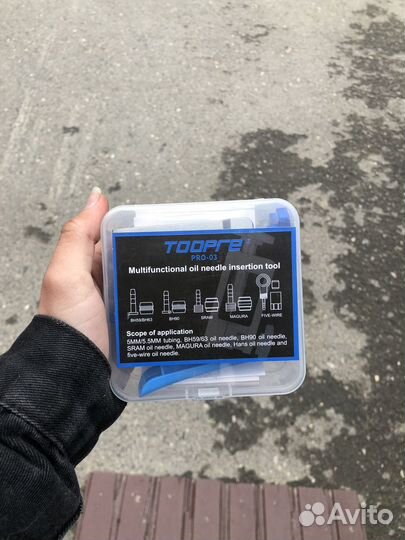 TOOPRE
PRO-03
Multifunctional oil needle insertion tool
BH59/BH63 BH90 SRAM MAGURA FIVE-WIRE
Scope of application
5MM/5.5MM tubing, BH59/63 oil needle, BH90 oil needle,
SRAM oil needle, MAGURA oil needle, Hans oil needle and
five-wire oil needle.
Avito